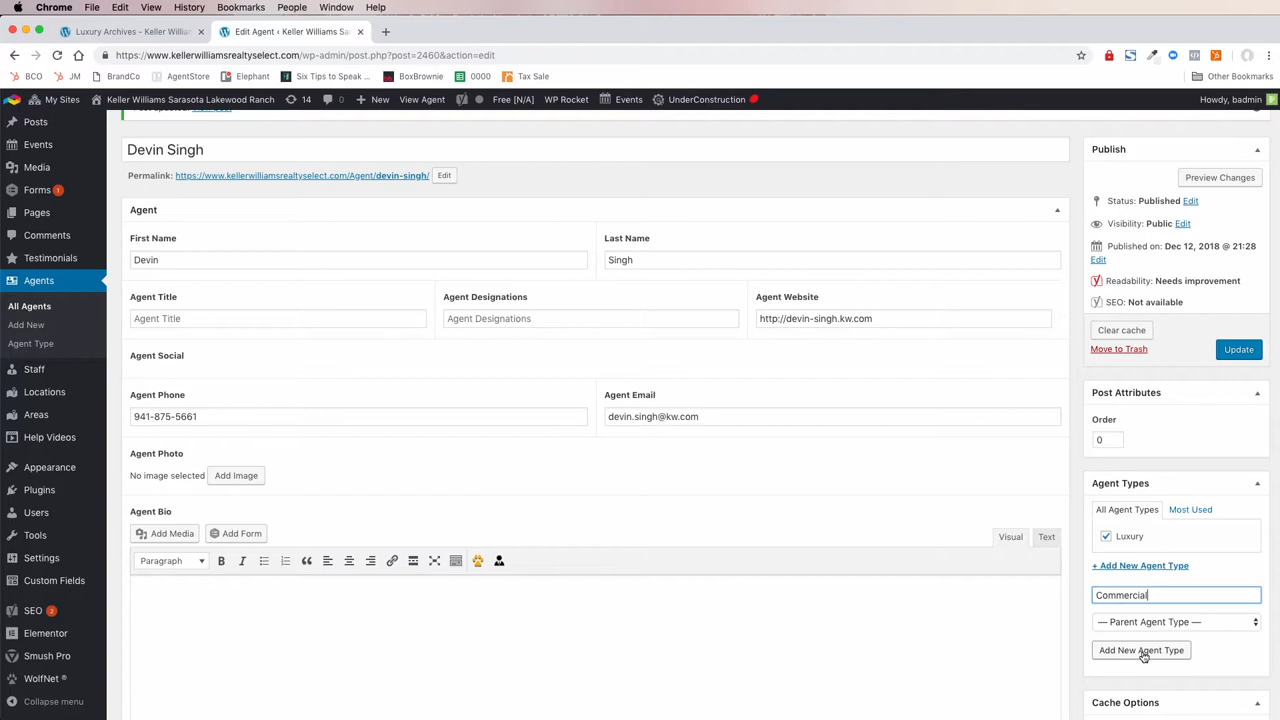 Chrome File Edit View History Bookmarks People Window Help
Luxury Archives - Keller William × Edit Agent ‹ Keller Williams Sara × +
https://www.kellerwilliamsrealtyselect.com/wp-admin/post.php?post=2460&action=edit
BCO JM BrandCo AgentStore Elephant Six Tips to Speak ... BoxBrownie 0000 Tax Sale Other Bookmarks
My Sites Keller Williams Sarasota Lakewood Ranch 14 0 + New View Agent Free [N/A] WP Rocket Events UnderConstruction Howdy, badmin
Posts
Events
Media
Forms 1
Pages
Comments
Testimonials
Agents
All Agents
Add New
Agent Type
Staff
Locations
Areas
Help Videos
Appearance
Plugins
Users
Tools
Settings
Custom Fields
SEO 2
Elementor
Smush Pro
WolfNet ®
Collapse menu
Devin Singh
Permalink: https://www.kellerwilliamsrealtyselect.com/Agent/devin-singh/ Edit
Agent
First Name Last Name
Devin Singh
Agent Title Agent Designations Agent Website
Agent Title Agent Designations http://devin-singh.kw.com
Agent Social
Agent Phone Agent Email
941-875-5661 devin.singh@kw.com
Agent Photo
No image selected Add Image
Agent Bio
Add Media Add Form Visual Text
Paragraph B I
Publish
Preview Changes
Status: Published Edit
Visibility: Public Edit
Published on: Dec 12, 2018 @ 21:28
Edit
Readability: Needs improvement
SEO: Not available
Clear cache
Move to Trash Update
Post Attributes
Order
0
Agent Types
All Agent Types Most Used
Luxury
+ Add New Agent Type
Commercial
— Parent Agent Type —
Add New Agent Type
Cache Options